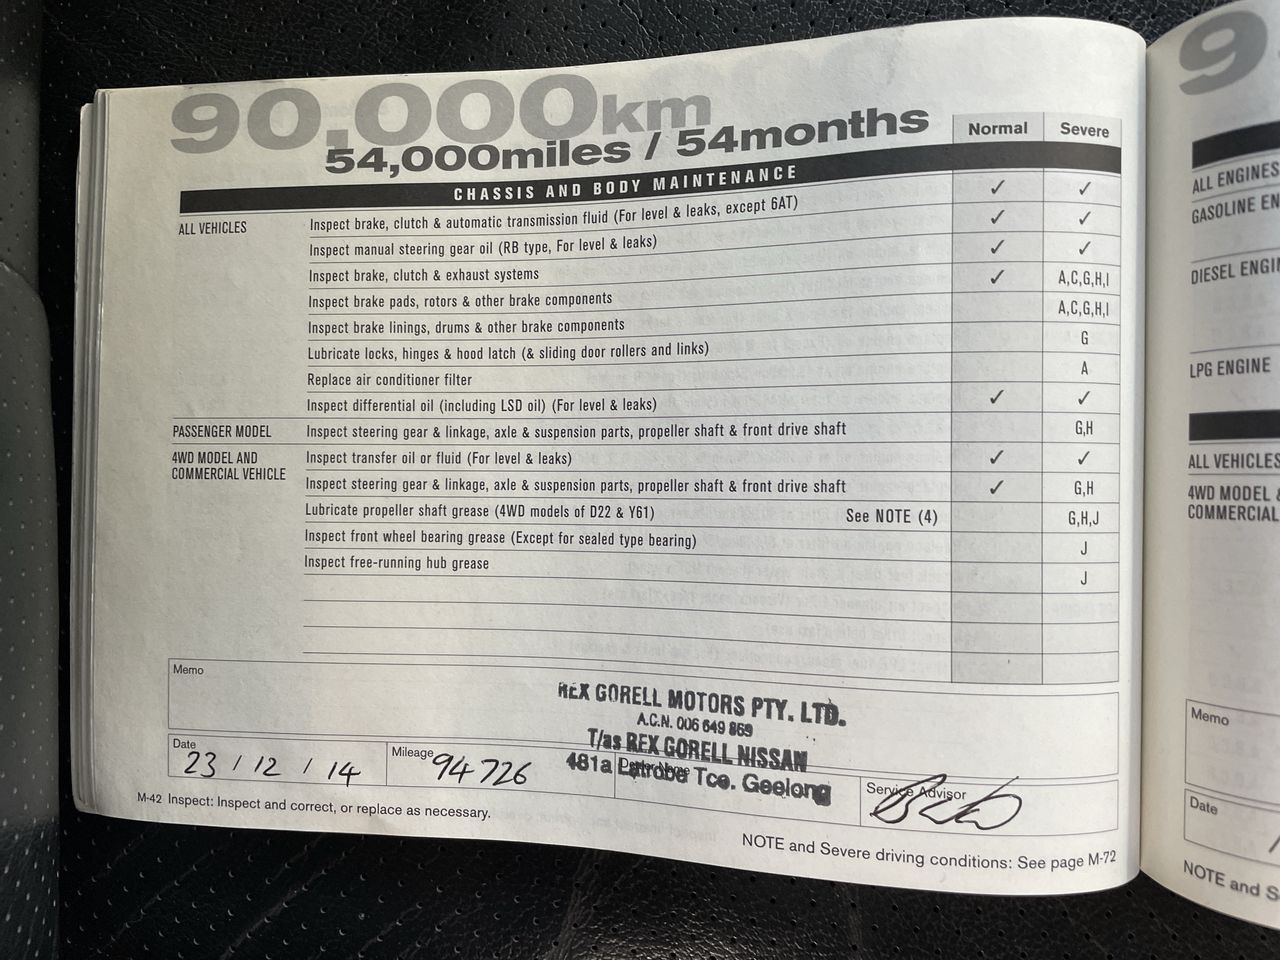 90,000km
54,000miles / 54months
Normal Severe
CHASSIS AND BODY MAINTENANCE ✓ ✓
ALL VEHICLES Inspect brake, clutch & automatic transmission fluid (For level & leaks, except 6AT) ✓ ✓
Inspect manual steering gear oil (RB type, For level & leaks) ✓ ✓
Inspect brake, clutch & exhaust systems ✓ A,C,G,H,I
Inspect brake pads, rotors & other brake components A,C,G,H,I
Inspect brake linings, drums & other brake components G
Lubricate locks, hinges & hood latch (& sliding door rollers and links) A
Replace air conditioner filter
Inspect differential oil (including LSD oil) (For level & leaks) ✓ ✓
PASSENGER MODEL Inspect steering gear & linkage, axle & suspension parts, propeller shaft & front drive shaft G,H
4WD MODEL AND Inspect transfer oil or fluid (For level & leaks) ✓ ✓
COMMERCIAL VEHICLE Inspect steering gear & linkage, axle & suspension parts, propeller shaft & front drive shaft ✓ G,H
Lubricate propeller shaft grease (4WD models of D22 & Y61) See NOTE (4) G,H,J
Inspect front wheel bearing grease (Except for sealed type bearing) J
Inspect free-running hub grease J
Memo
REX GORELL MOTORS PTY. LTD.
A.C.N. 006 649 869
T/as REX GORELL NISSAN
481a Latrobe Tce. Geelong
Date 23 / 12 / 14
Mileage 94726
Service Advisor
M-42 Inspect: Inspect and correct, or replace as necessary.
NOTE and Severe driving conditions: See page M-72
9
ALL ENGINES
GASOLINE EN
DIESEL ENGI
LPG ENGINE
ALL VEHICLES
4WD MODEL &
COMMERCIAL
Memo
Date
NOTE and S